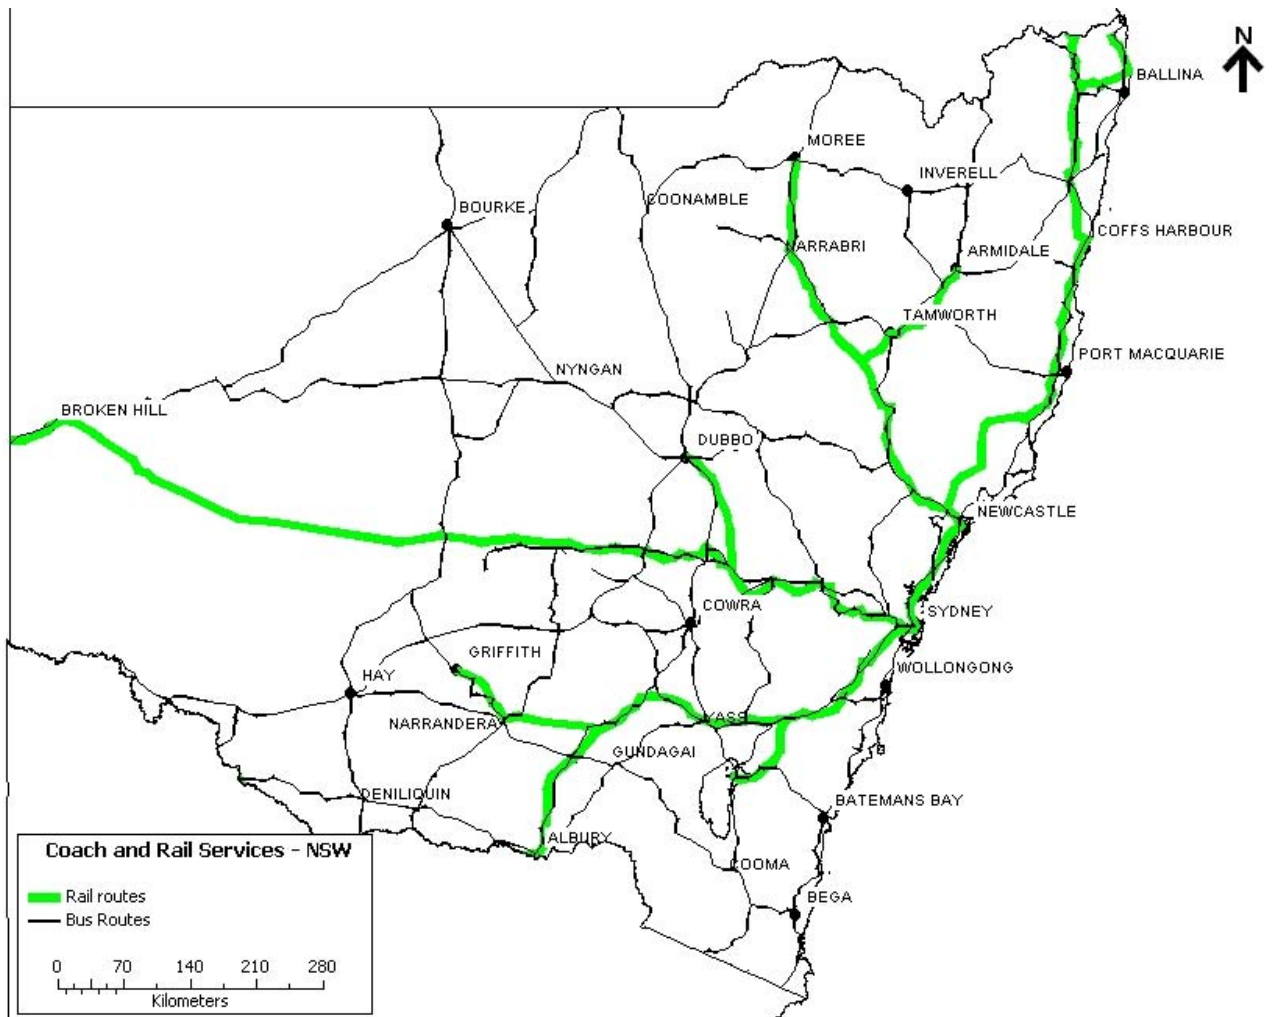 N
BALLINA
MOREE
INVERELL
COONAMBLE
BOURKE
COFFS HARBOUR
NARRABRI
ARMIDALE
TAMWORTH
PORT MACQUARIE
NYNGAN
BROKEN HILL
DUBBO
NEWCASTLE
COWRA
SYDNEY
GRIFFITH
WOLLONGONG
HAY
NARRANDERA
YASS
GUNDAGAI
DENILIQUIN
BATEMANS BAY
ALBURY
COOMA
BEGA
Coach and Rail Services - NSW
Rail routes
Bus Routes
0 70 140 210 280
Kilometers